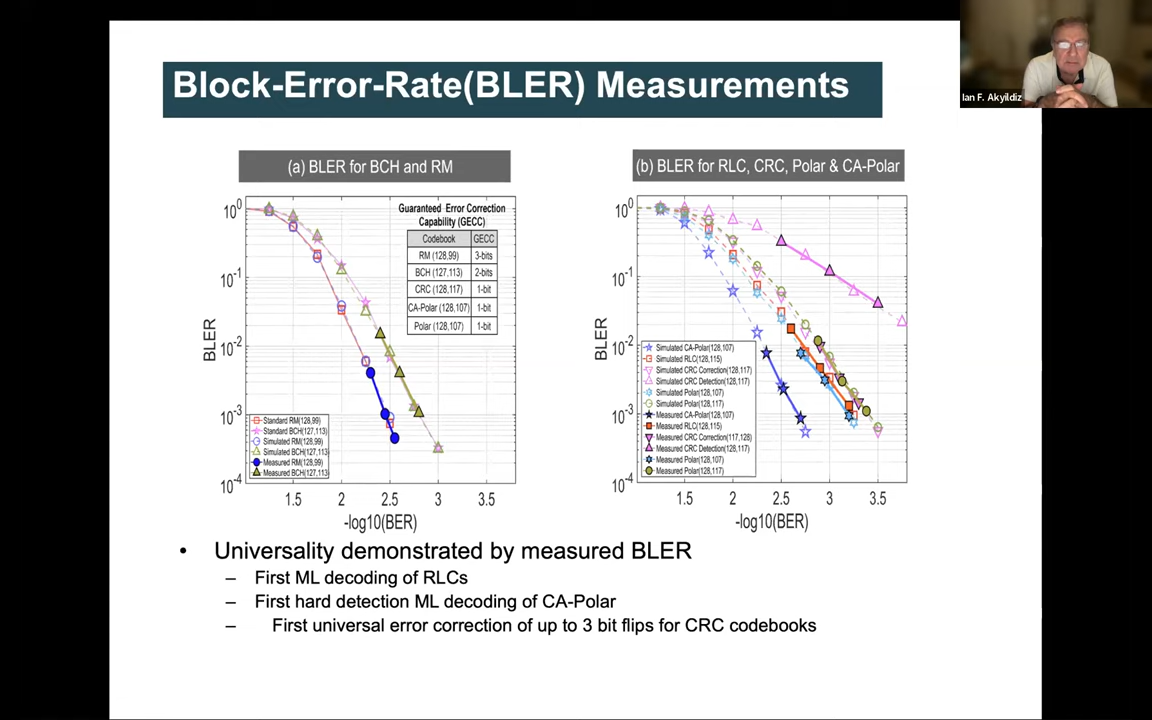 Block-Error-Rate(BLER) Measurements
Ian F. Akyildiz
(a) BLER for BCH and RM
10^0
10^-1
10^-2
10^-3
10^-4
BLER
Guaranteed Error Correction
Capability (GECC)
Codebook GECC
RM (128,99) 3-bits
BCH (127,113) 2-bits
CRC (128,117) 1-bit
CA-Polar (128,107) 1-bit
Polar (128,107) 1-bit
Standard RM(128,99)
Standard BCH(127,113)
Simulated RM(128,99)
Simulated BCH(127,113)
Measured RM(128,99)
Measured BCH(127,113
1.5 2 2.5 3 3.5
-log10(BER)
(b) BLER for RLC, CRC, Polar & CA-Polar
10^0
10^-1
10^-2
10^-3
10^-4
BLER
Simulated CA-Polar(128,107)
Simulated RLC(128,115)
Simulated CRC Correction(128,117)
Simulated CRC Detection(128,117)
Simulated Polar(128,107)
Simulated Polar(128,117)
Measured CA-Polar(128,107)
Measured RLC(128,115)
Measured CRC Correction(117,128)
Measured CRC Detection(128,117)
Measured Polar(128,107)
Measured Polar(128,117)
1.5 2 2.5 3 3.5
-log10(BER)
• Universality demonstrated by measured BLER
– First ML decoding of RLCs
– First hard detection ML decoding of CA-Polar
– First universal error correction of up to 3 bit flips for CRC codebooks